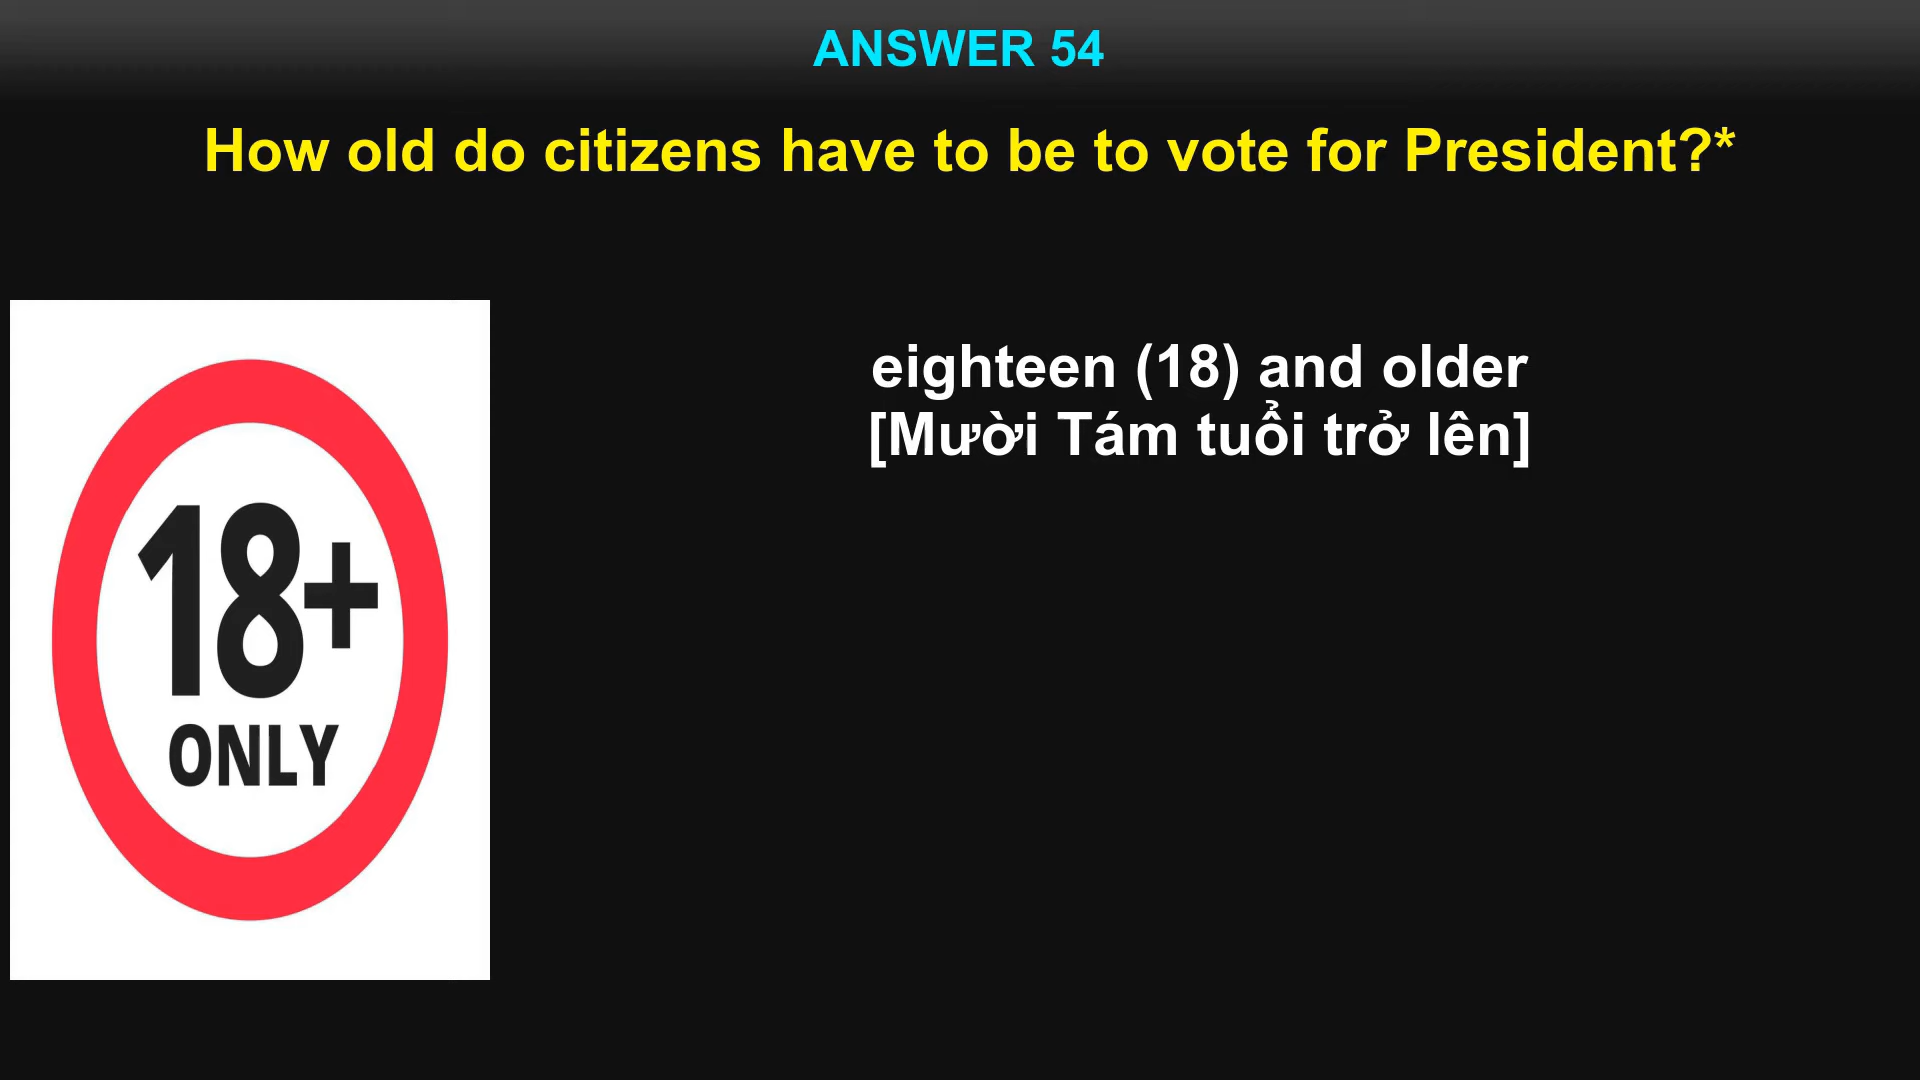 ANSWER 54
How old do citizens have to be to vote for President?*
eighteen (18) and older
[Mười Tám tuổi trở lên]
18+
ONLY